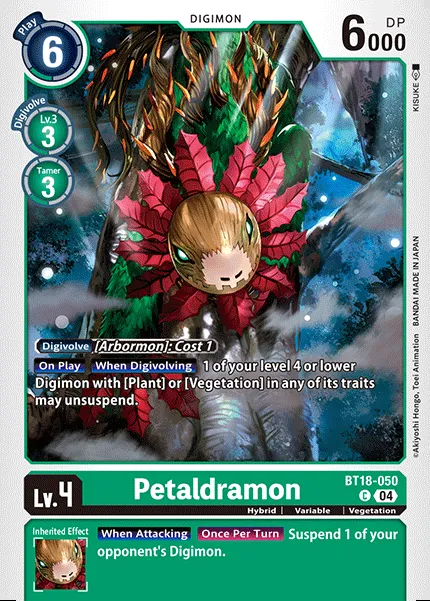 DIGIMON
Play
6
DP
6000
Digivolve
Lv.3
3
Tamer
3
KISUKE
©Akiyoshi Hongo, Toei Animation BANDAI MADE IN JAPAN
Digivolve [Arbormon]: Cost 1
On Play When Digivolving 1 of your level 4 or lower
Digimon with [Plant] or [Vegetation] in any of its traits
may unsuspend.
Lv.4
Petaldramon
BT18-050
C 04
Hybrid | Variable | Vegetation
Inherited Effect
When Attacking Once Per Turn Suspend 1 of your
opponent's Digimon.